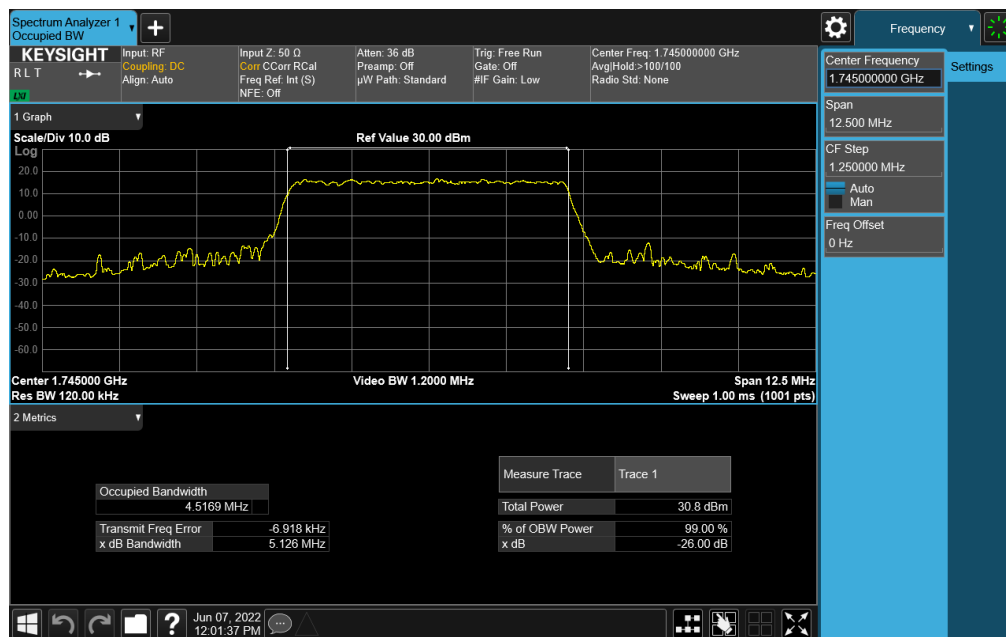 Spectrum Analyzer 1
Occupied BW
+
Frequency
KEYSIGHT
R L T
LXI
Input: RF
Coupling: DC
Align: Auto
Input Z: 50 Ω
Corr CCorr RCal
Freq Ref: Int (S)
NFE: Off
Atten: 36 dB
Preamp: Off
µW Path: Standard
Trig: Free Run
Gate: Off
#IF Gain: Low
Center Freq: 1.745000000 GHz
Avg|Hold:>100/100
Radio Std: None
Center Frequency
1.745000000 GHz
Settings
Span
12.500 MHz
CF Step
1.250000 MHz
Auto
Man
Freq Offset
0 Hz
1 Graph
Scale/Div 10.0 dB
Ref Value 30.00 dBm
Log
20.0
10.0
0.00
-10.0
-20.0
-30.0
-40.0
-50.0
-60.0
Center 1.745000 GHz
Video BW 1.2000 MHz
Span 12.5 MHz
Res BW 120.00 kHz
Sweep 1.00 ms (1001 pts)
2 Metrics
Measure Trace Trace 1
Occupied Bandwidth
4.5169 MHz
Total Power 30.8 dBm
Transmit Freq Error -6.918 kHz
% of OBW Power 99.00 %
x dB Bandwidth 5.126 MHz
x dB -26.00 dB
?
Jun 07, 2022
12:01:37 PM